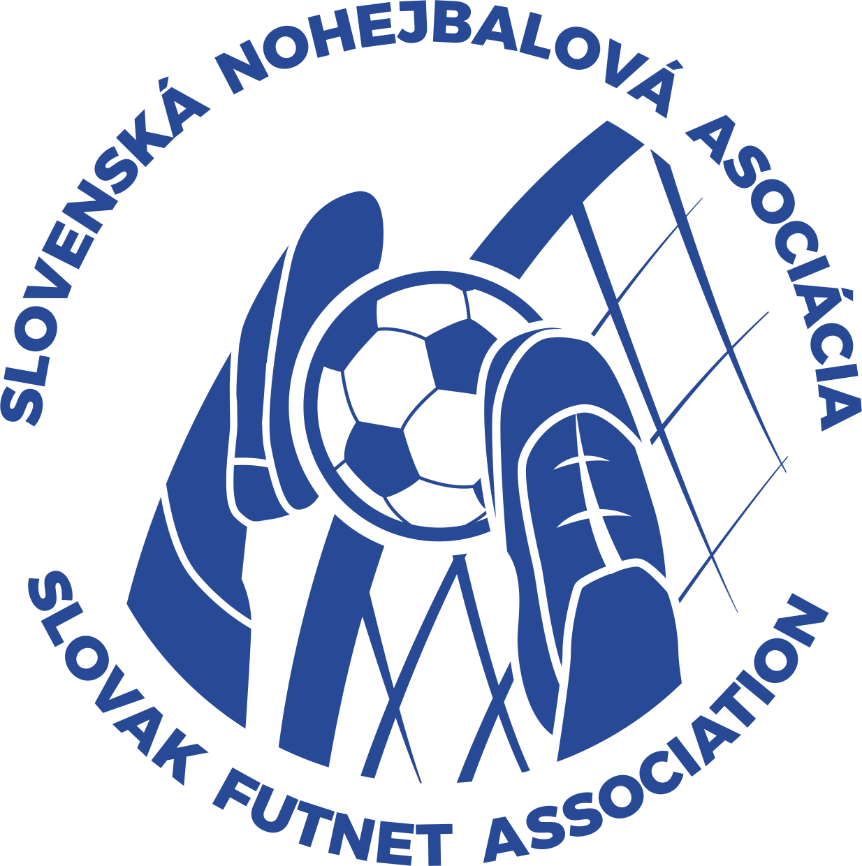 SLOVENSKÁ NOHEJBALOVÁ ASOCIÁCIA
SLOVAK FUTNET ASSOCIATION